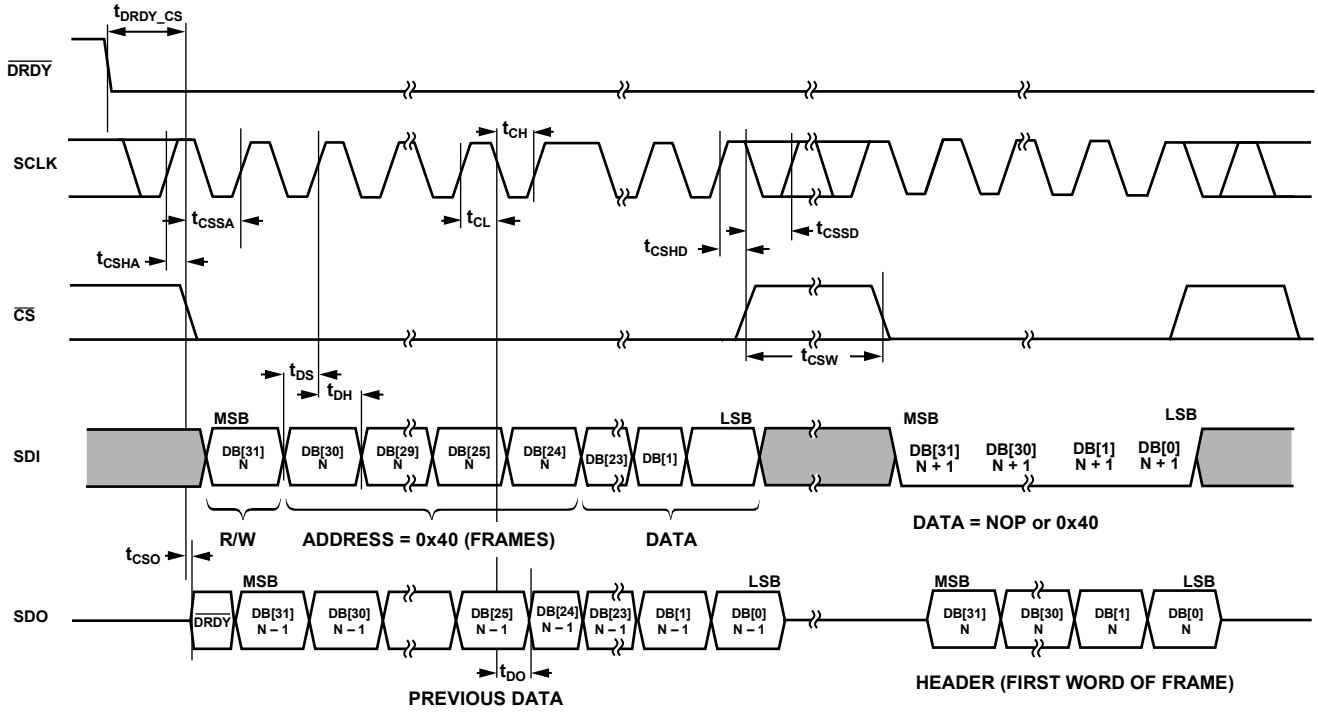 tDRDY_CS
DRDY
SCLK
tCH
tCSSA
tCL
tCSHA
tCSHD
tCSSD
CS
tCSW
tDS
tDH
SDI
MSB
DB[31] N
DB[30] N
DB[29] N
DB[25] N
DB[24] N
DB[23]
DB[1]
LSB
MSB
DB[31] N + 1
DB[30] N + 1
DB[1] N + 1
DB[0] N + 1
LSB
R/W
ADDRESS = 0x40 (FRAMES)
DATA
DATA = NOP or 0x40
tCSO
SDO
DRDY
MSB
DB[31] N – 1
DB[30] N – 1
DB[25] N – 1
DB[24] N – 1
DB[23] N – 1
DB[1] N – 1
DB[0] N – 1
LSB
MSB
DB[31] N
DB[30] N
DB[1] N
DB[0] N
LSB
tDO
PREVIOUS DATA
HEADER (FIRST WORD OF FRAME)